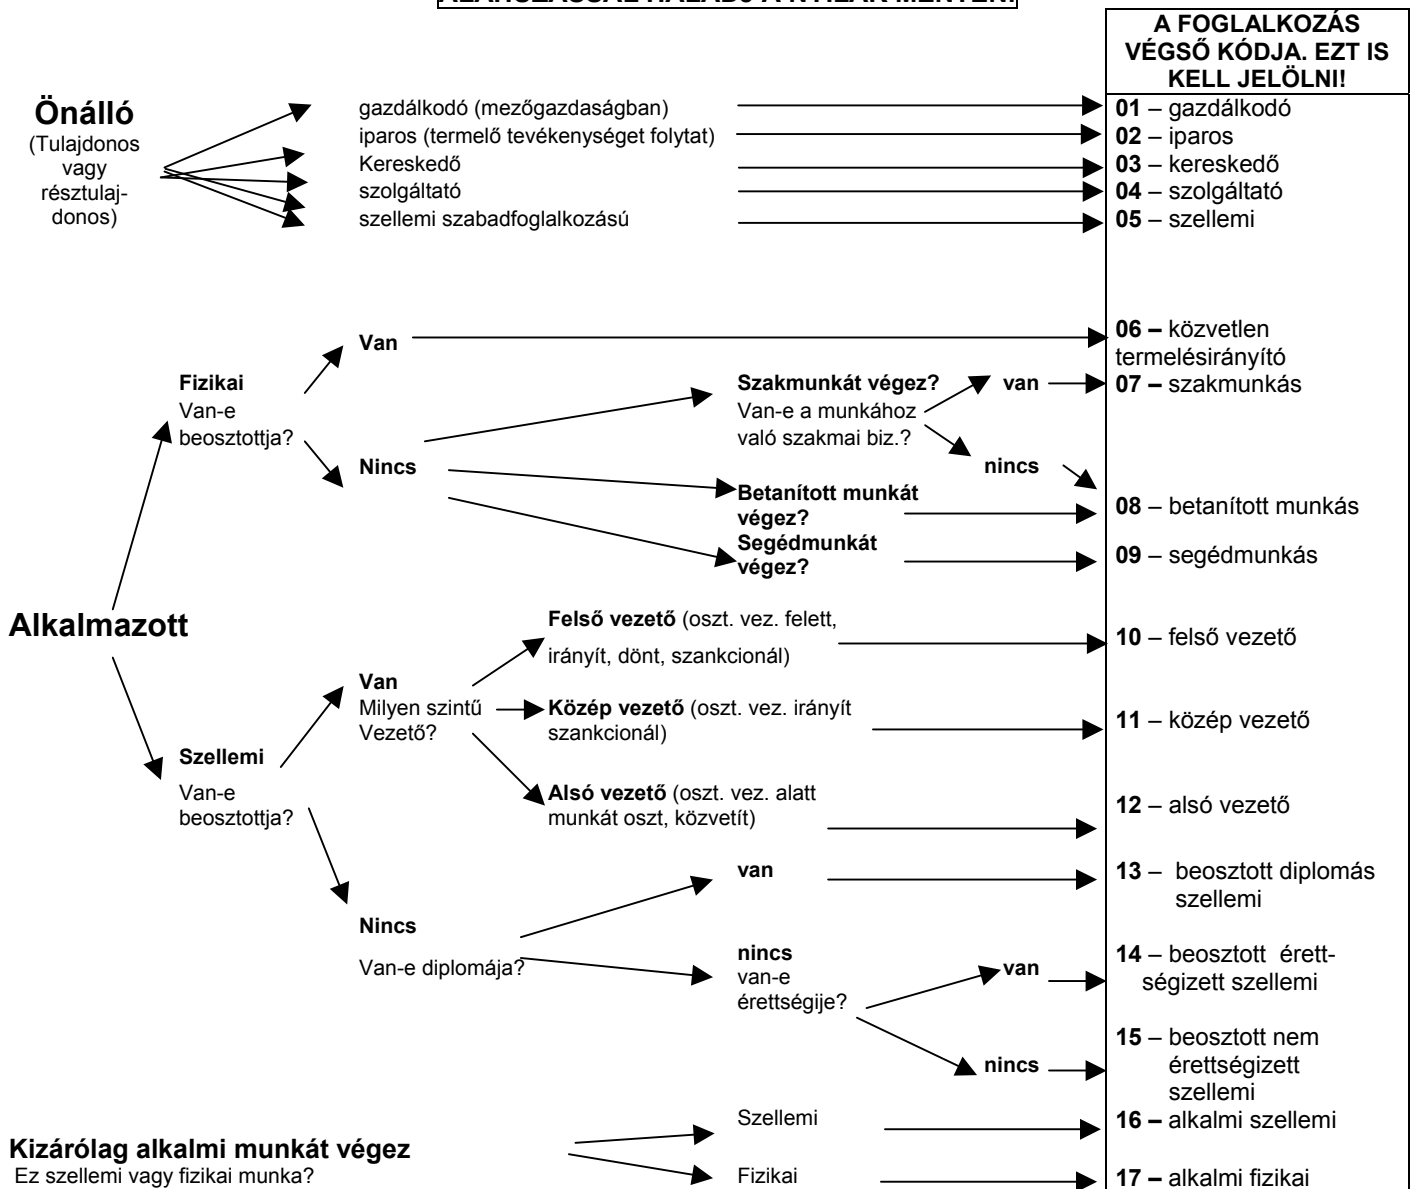 A FOGLALKOZÁS
VÉGSŐ KÓDJA. EZT IS
KELL JELÖLNI!
Önálló
(Tulajdonos
vagy
résztulaj-
donos)
gazdálkodó (mezőgazdaságban)
iparos (termelő tevékenységet folytat)
Kereskedő
szolgáltató
szellemi szabadfoglalkozású
01 – gazdálkodó
02 – iparos
03 – kereskedő
04 – szolgáltató
05 – szellemi
Alkalmazott
Fizikai
Van-e
beosztottja?
Van
06 – közvetlen
termelésirányító
Nincs
Szakmunkát végez?
Van-e a munkához
való szakmai biz.?
van
07 – szakmunkás
nincs
Betanított munkát
végez?
08 – betanított munkás
Segédmunkát
végez?
09 – segédmunkás
Szellemi
Van-e
beosztottja?
Van
Milyen szintű
Vezető?
Felső vezető (oszt. vez. felett,
irányít, dönt, szankcionál)
10 – felső vezető
Közép vezető (oszt. vez. irányít
szankcionál)
11 – közép vezető
Alsó vezető (oszt. vez. alatt
munkát oszt, közvetít)
12 – alsó vezető
Nincs
Van-e diplomája?
van
13 – beosztott diplomás
szellemi
nincs
van-e
érettségije?
van
14 – beosztott érett-
ségizett szellemi
nincs
15 – beosztott nem
érettségizett
szellemi
Kizárólag alkalmi munkát végez
Ez szellemi vagy fizikai munka?
Szellemi
16 – alkalmi szellemi
Fizikai
17 – alkalmi fizikai